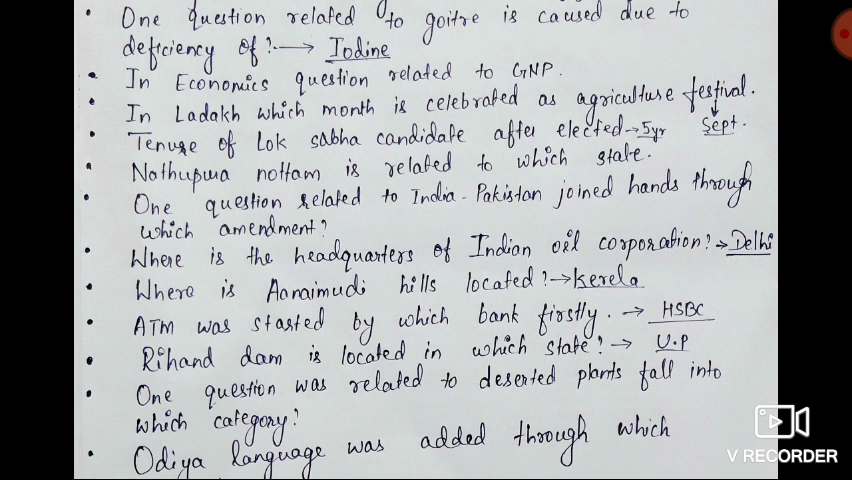 One question related to goitre is caused due to
deficiency of? → Iodine
In Economics question related to GNP.
In Ladakh which month is celebrated as agriculture festival.
Tenure of Lok sabha candidate after elected → 5yr Sept.
Nathupura nottam is related to which state.
One question related to India-Pakistan joined hands through
which amendment?
Where is the headquarters of Indian oil corporation? → Delhi
Where is Aanaimudi hills located? → Kerela
ATM was started by which bank firstly. → HSBC
Rihand dam is located in which state? → U.P
One question was related to deserted plants fall into
which category?
Odiya language was added through which
V RECORDER